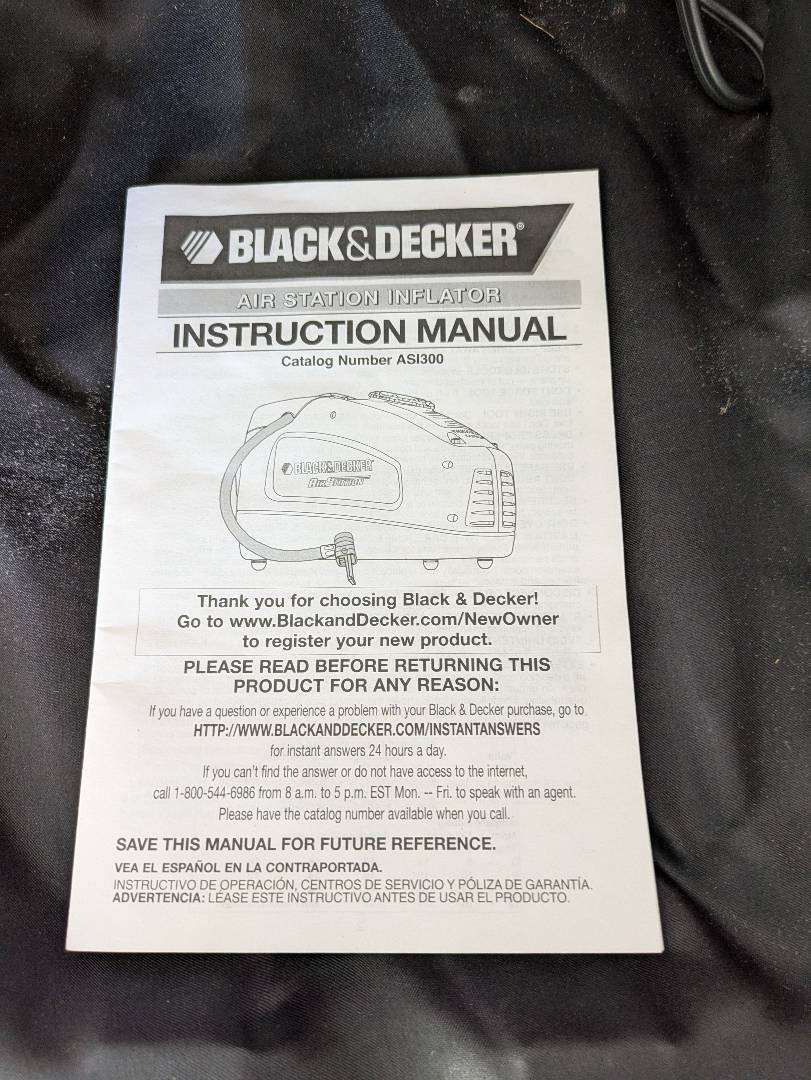 BLACK&DECKER®
AIR STATION INFLATOR
INSTRUCTION MANUAL
Catalog Number ASI300
BLACK&DECKER
AIR STATION
Thank you for choosing Black & Decker!
Go to www.BlackandDecker.com/NewOwner
to register your new product.
PLEASE READ BEFORE RETURNING THIS
PRODUCT FOR ANY REASON:
If you have a question or experience a problem with your Black & Decker purchase, go to
HTTP://WWW.BLACKANDDECKER.COM/INSTANTANSWERS
for instant answers 24 hours a day.
If you can't find the answer or do not have access to the internet,
call 1-800-544-6986 from 8 a.m. to 5 p.m. EST Mon. -- Fri. to speak with an agent.
Please have the catalog number available when you call.
SAVE THIS MANUAL FOR FUTURE REFERENCE.
VEA EL ESPAÑOL EN LA CONTRAPORTADA.
INSTRUCTIVO DE OPERACIÓN, CENTROS DE SERVICIO Y PÓLIZA DE GARANTÍA.
ADVERTENCIA: LÉASE ESTE INSTRUCTIVO ANTES DE USAR EL PRODUCTO.